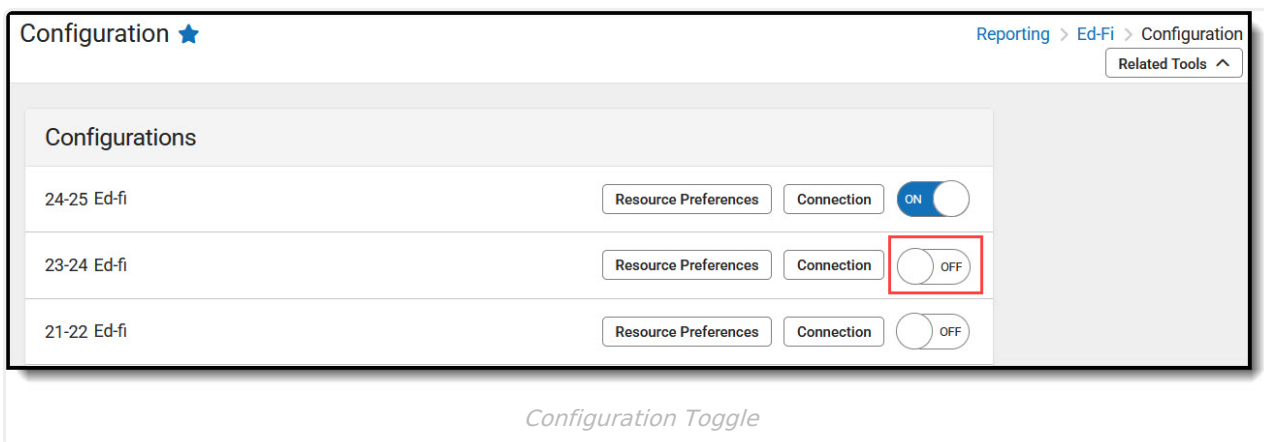 Configuration
Reporting > Ed-Fi > Configuration
Related Tools
Configurations
24-25 Ed-fi Resource Preferences Connection ON
23-24 Ed-fi Resource Preferences Connection OFF
21-22 Ed-fi Resource Preferences Connection OFF
Configuration Toggle